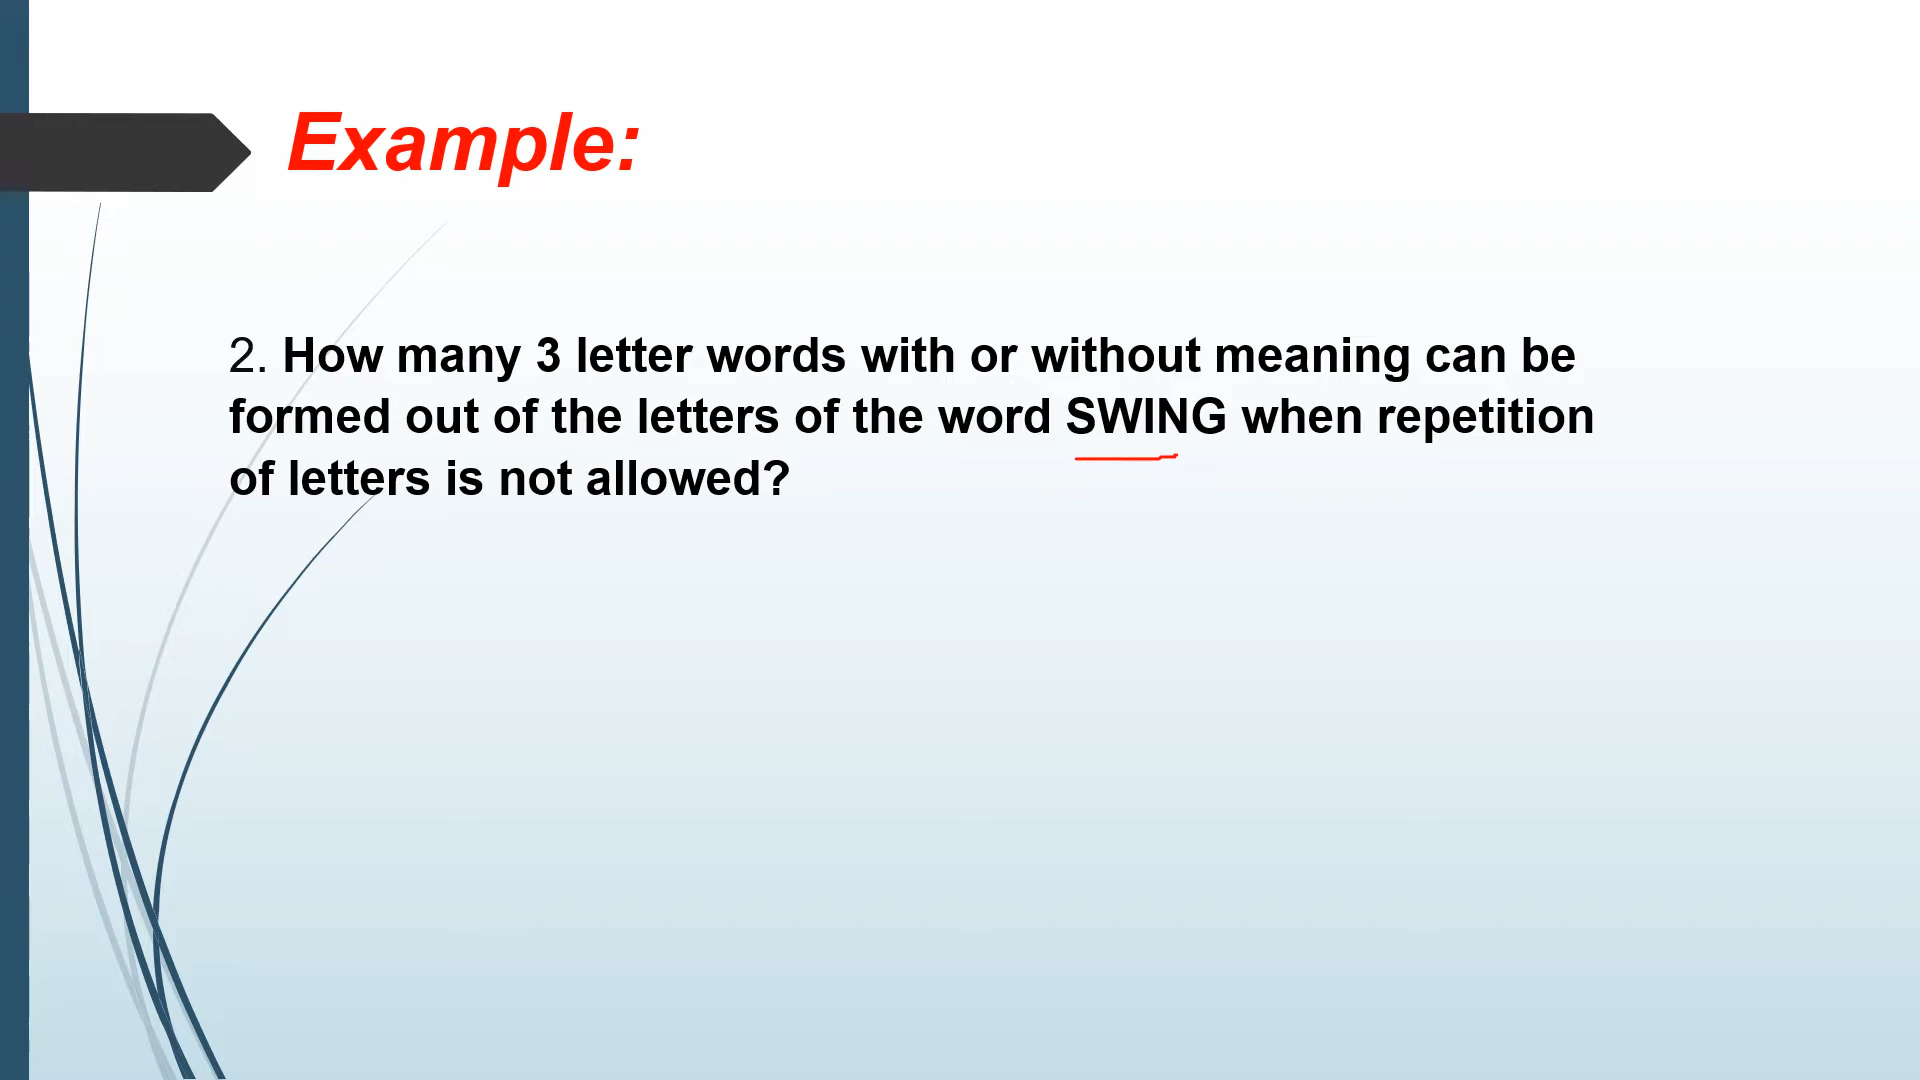 Example:
2. How many 3 letter words with or without meaning can be
formed out of the letters of the word SWING when repetition
of letters is not allowed?